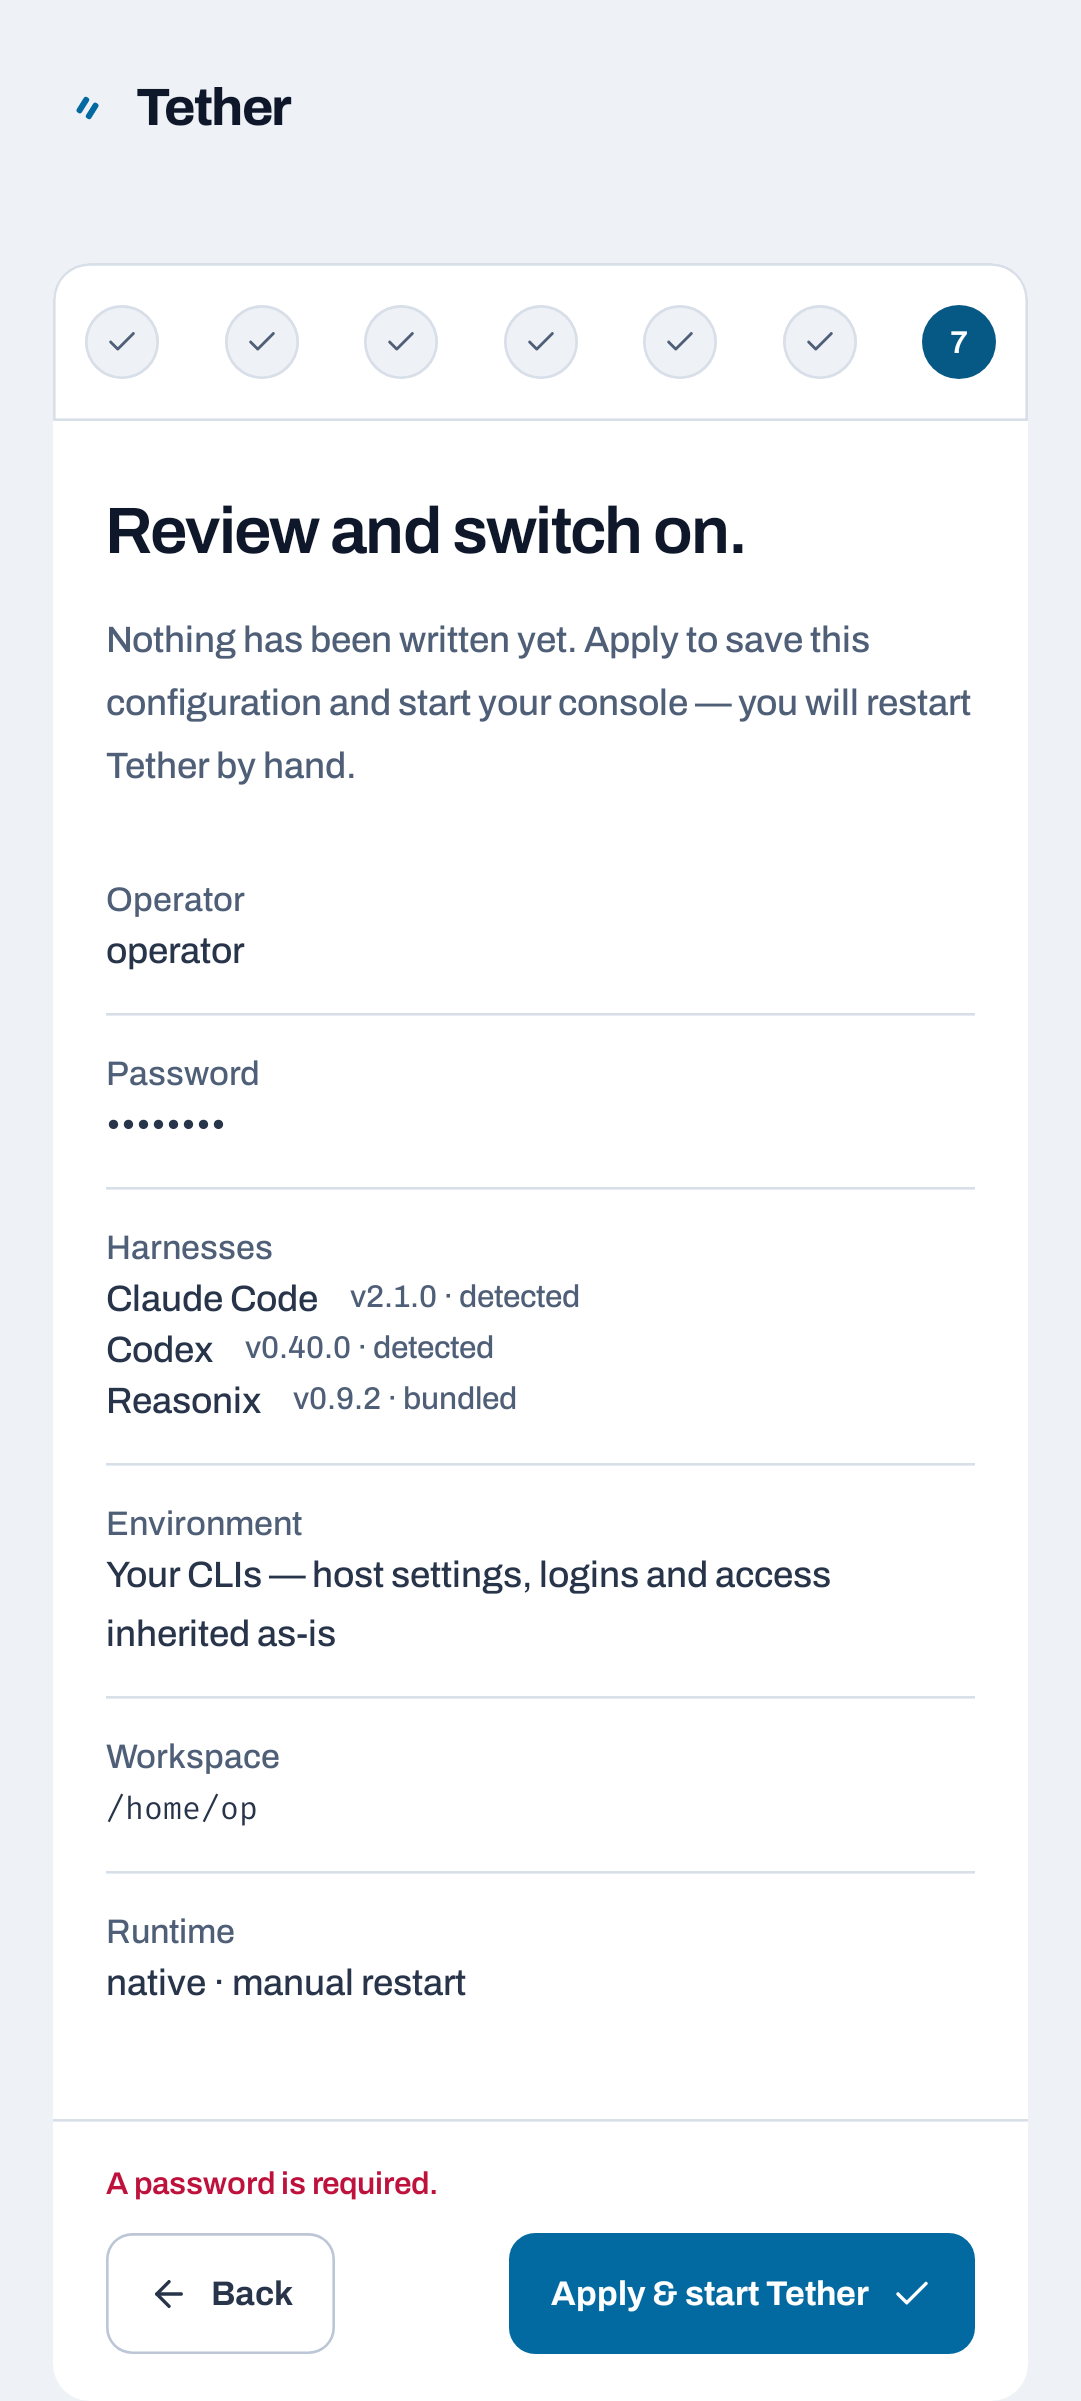 Tether
7
Review and switch on.
Nothing has been written yet. Apply to save this
configuration and start your console — you will restart
Tether by hand.
Operator
operator
Password
••••••••
Harnesses
Claude Code v2.1.0 · detected
Codex v0.40.0 · detected
Reasonix v0.9.2 · bundled
Environment
Your CLIs — host settings, logins and access
inherited as-is
Workspace
/home/op
Runtime
native · manual restart
A password is required.
Back
Apply & start Tether